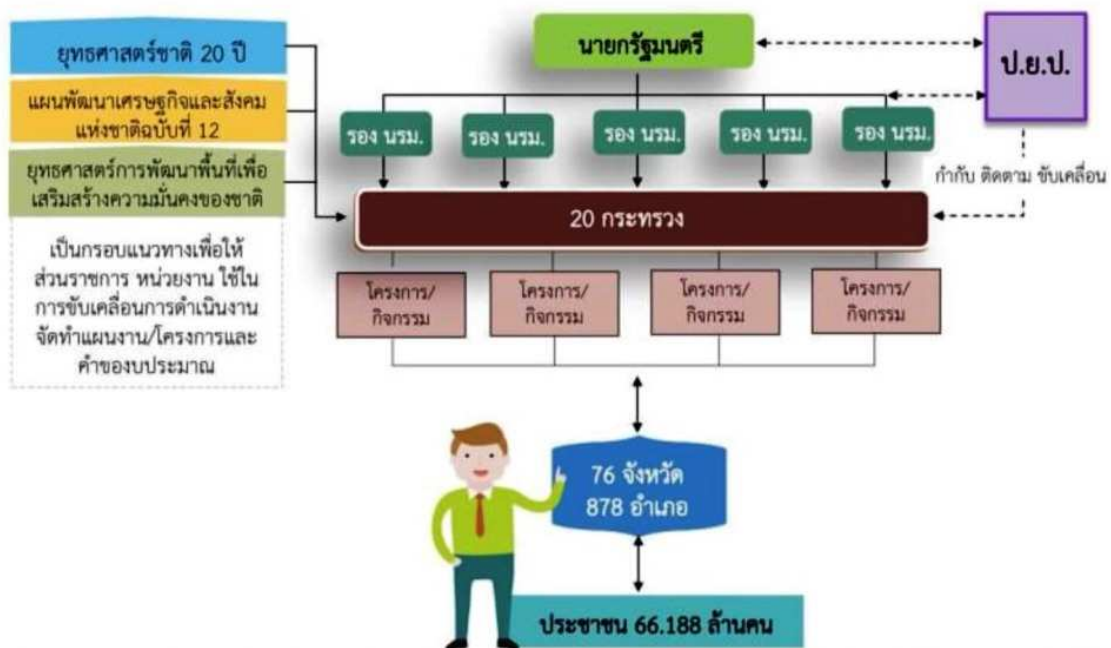 ยุทธศาสตร์ชาติ 20 ปี
แผนพัฒนาเศรษฐกิจและสังคม
แห่งชาติฉบับที่ 12
ยุทธศาสตร์การพัฒนาพื้นที่เพื่อ
เสริมสร้างความมั่นคงของชาติ
เป็นกรอบแนวทางเพื่อให้
ส่วนราชการ หน่วยงาน ใช้ใน
การขับเคลื่อนการดำเนินงาน
จัดทำแผนงาน/โครงการและ
คำของบประมาณ
นายกรัฐมนตรี
ป.ย.ป.
รอง นรม.
รอง นรม.
รอง นรม.
รอง นรม.
รอง นรม.
กำกับ ติดตาม ขับเคลื่อน
20 กระทรวง
โครงการ/
กิจกรรม
โครงการ/
กิจกรรม
โครงการ/
กิจกรรม
โครงการ/
กิจกรรม
76 จังหวัด
878 อำเภอ
ประชาชน 66.188 ล้านคน